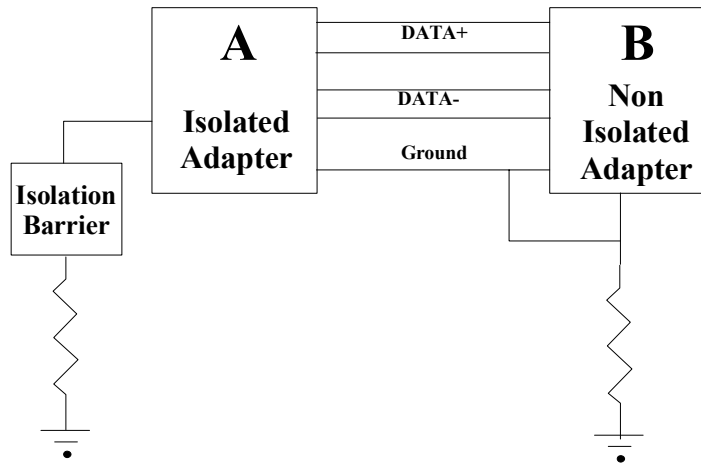 A
Isolated
Adapter
DATA+
DATA-
Ground
B
Non
Isolated
Adapter
Isolation
Barrier